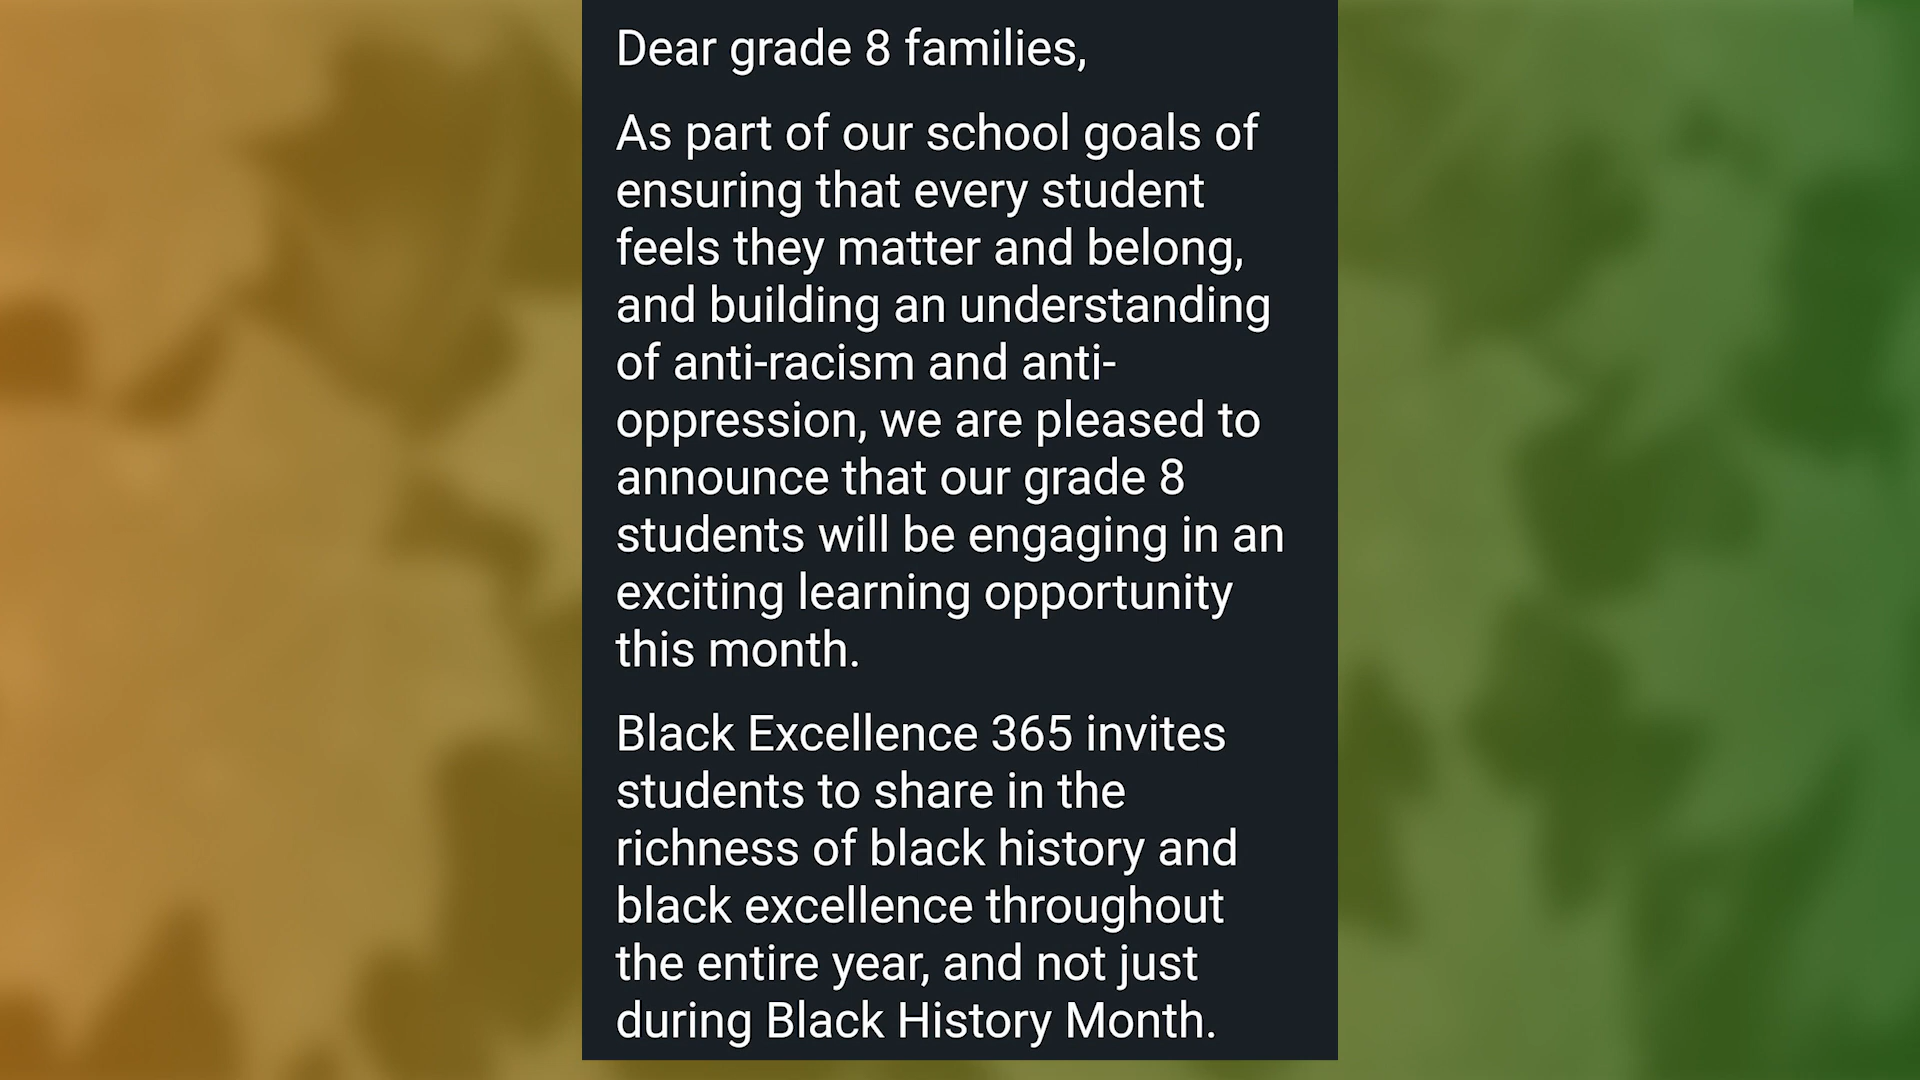 Dear grade 8 families,
As part of our school goals of
ensuring that every student
feels they matter and belong,
and building an understanding
of anti-racism and anti-
oppression, we are pleased to
announce that our grade 8
students will be engaging in an
exciting learning opportunity
this month.
Black Excellence 365 invites
students to share in the
richness of black history and
black excellence throughout
the entire year, and not just
during Black History Month.